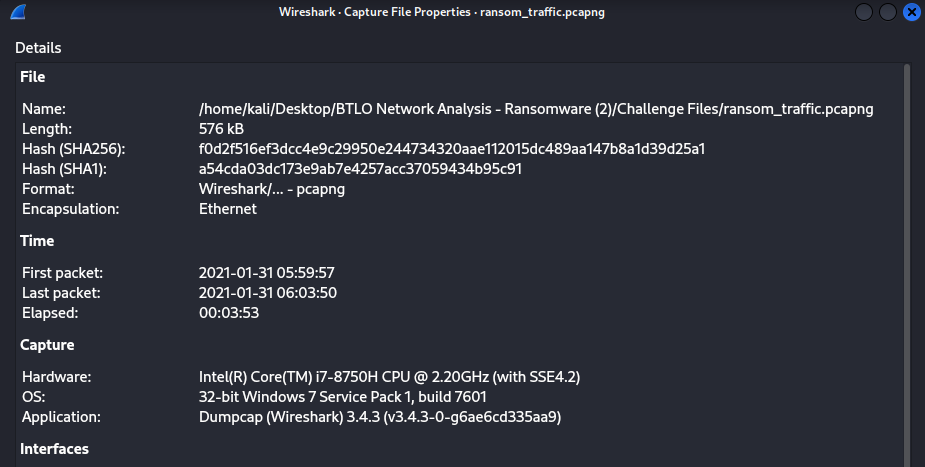 Wireshark · Capture File Properties · ransom_traffic.pcapng
Details
File
Name: /home/kali/Desktop/BTLO Network Analysis - Ransomware (2)/Challenge Files/ransom_traffic.pcapng
Length: 576 kB
Hash (SHA256): f0d2f516ef3dcc4e9c29950e244734320aae112015dc489aa147b8a1d39d25a1
Hash (SHA1): a54cda03dc173e9ab7e4257acc37059434b95c91
Format: Wireshark/... - pcapng
Encapsulation: Ethernet
Time
First packet: 2021-01-31 05:59:57
Last packet: 2021-01-31 06:03:50
Elapsed: 00:03:53
Capture
Hardware: Intel(R) Core(TM) i7-8750H CPU @ 2.20GHz (with SSE4.2)
OS: 32-bit Windows 7 Service Pack 1, build 7601
Application: Dumpcap (Wireshark) 3.4.3 (v3.4.3-0-g6ae6cd335aa9)
Interfaces